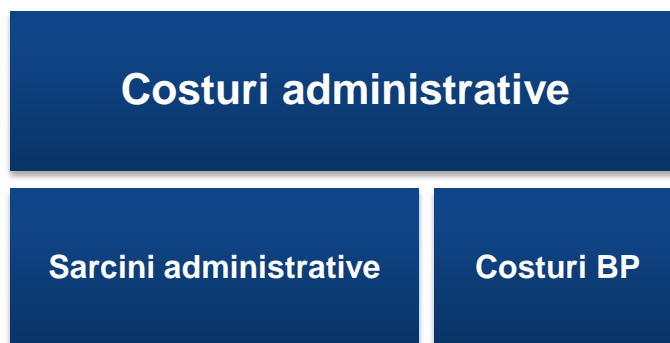 Costuri administrative
Sarcini administrative
Costuri BP